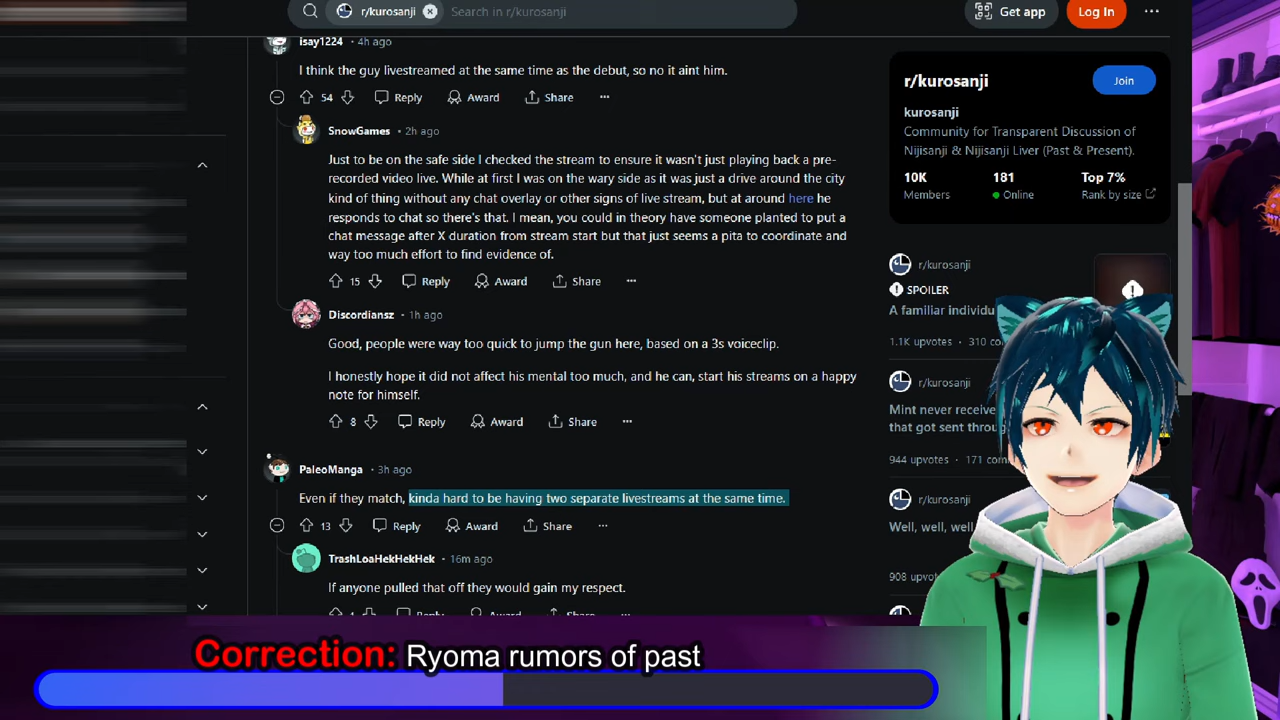 r/kurosanji
Search in r/kurosanji
Get app
Log In
isay1224 • 4h ago
I think the guy livestreamed at the same time as the debut, so no it aint him.
54 Reply Award Share
SnowGames • 2h ago
Just to be on the safe side I checked the stream to ensure it wasn't just playing back a pre-
recorded video live. While at first I was on the wary side as it was just a drive around the city
kind of thing without any chat overlay or other signs of live stream, but at around here he
responds to chat so there's that. I mean, you could in theory have someone planted to put a
chat message after X duration from stream start but that just seems a pita to coordinate and
way too much effort to find evidence of.
15 Reply Award Share
Discordiansz • 1h ago
Good, people were way too quick to jump the gun here, based on a 3s voiceclip.
I honestly hope it did not affect his mental too much, and he can, start his streams on a happy
note for himself.
8 Reply Award Share
PaleoManga • 3h ago
Even if they match, kinda hard to be having two separate livestreams at the same time.
13 Reply Award Share
TrashLoaHekHekHek • 16m ago
If anyone pulled that off they would gain my respect.
1 Reply Award Share
r/kurosanji
Join
kurosanji
Community for Transparent Discussion of
Nijisanji & Nijisanji Liver (Past & Present).
10K 181 Top 7%
Members Online Rank by size
r/kurosanji
SPOILER
A familiar individu
1.1K upvotes • 310 co
r/kurosanji
Mint never receive
that got sent throug
944 upvotes • 171 com
r/kurosanji
Well, well, well
908 upvo
Correction: Ryoma rumors of past